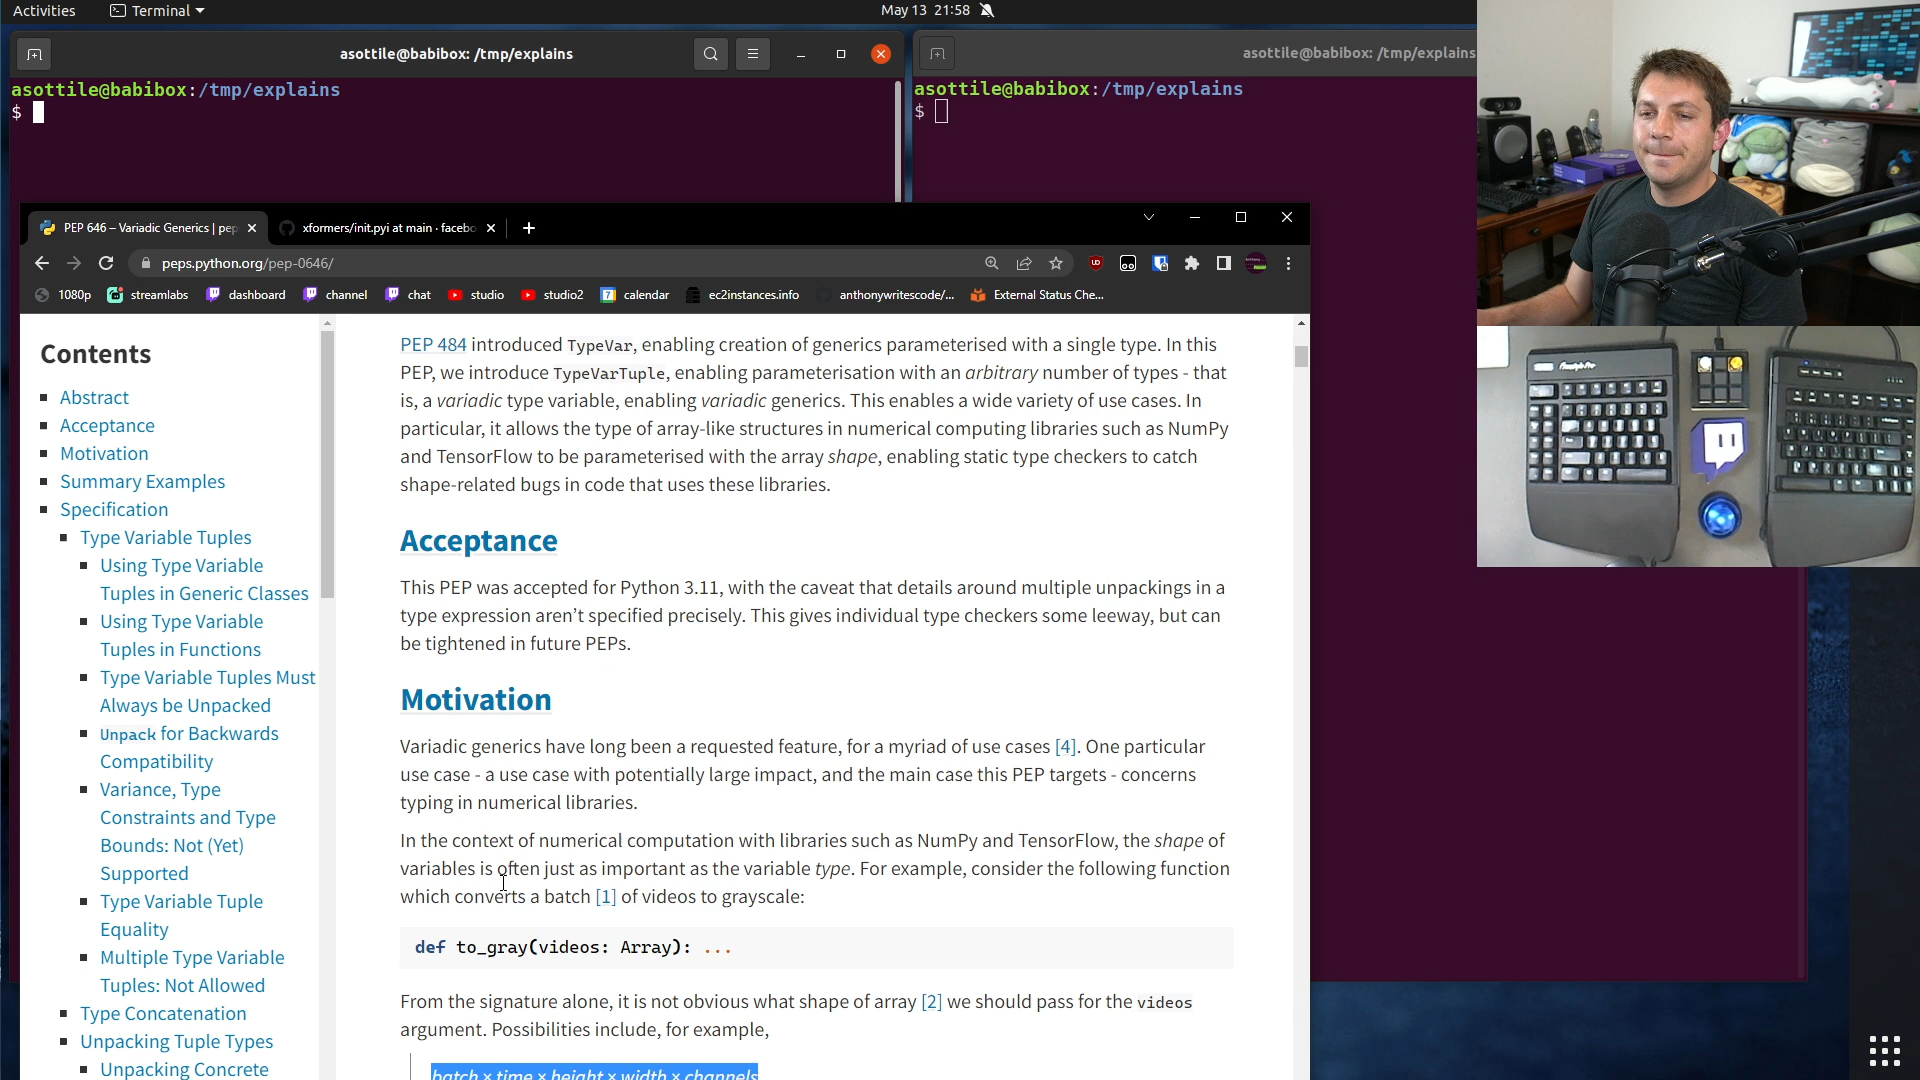 Activities
Terminal
May 13 21:58
asottile@babibox: /tmp/explains
asottile@babibox:/tmp/explains
$
asottile@babibox: /tmp/explains
asottile@babibox:/tmp/explains
$
PEP 646 – Variadic Generics | pep
xformers/init.pyi at main · facebo
peps.python.org/pep-0646/
1080p
streamlabs
dashboard
channel
chat
studio
studio2
calendar
ec2instances.info
anthonywritescode/...
External Status Che...
Contents
Abstract
Acceptance
Motivation
Summary Examples
Specification
Type Variable Tuples
Using Type Variable
Tuples in Generic Classes
Using Type Variable
Tuples in Functions
Type Variable Tuples Must
Always be Unpacked
Unpack for Backwards
Compatibility
Variance, Type
Constraints and Type
Bounds: Not (Yet)
Supported
Type Variable Tuple
Equality
Multiple Type Variable
Tuples: Not Allowed
Type Concatenation
Unpacking Tuple Types
Unpacking Concrete
PEP 484 introduced TypeVar, enabling creation of generics parameterised with a single type. In this
PEP, we introduce TypeVarTuple, enabling parameterisation with an arbitrary number of types - that
is, a variadic type variable, enabling variadic generics. This enables a wide variety of use cases. In
particular, it allows the type of array-like structures in numerical computing libraries such as NumPy
and TensorFlow to be parameterised with the array shape, enabling static type checkers to catch
shape-related bugs in code that uses these libraries.
Acceptance
This PEP was accepted for Python 3.11, with the caveat that details around multiple unpackings in a
type expression aren’t specified precisely. This gives individual type checkers some leeway, but can
be tightened in future PEPs.
Motivation
Variadic generics have long been a requested feature, for a myriad of use cases [4]. One particular
use case - a use case with potentially large impact, and the main case this PEP targets - concerns
typing in numerical libraries.
In the context of numerical computation with libraries such as NumPy and TensorFlow, the shape of
variables is often just as important as the variable type. For example, consider the following function
which converts a batch [1] of videos to grayscale:
def to_gray(videos: Array): ...
From the signature alone, it is not obvious what shape of array [2] we should pass for the videos
argument. Possibilities include, for example,
batch × time × height × width × channels